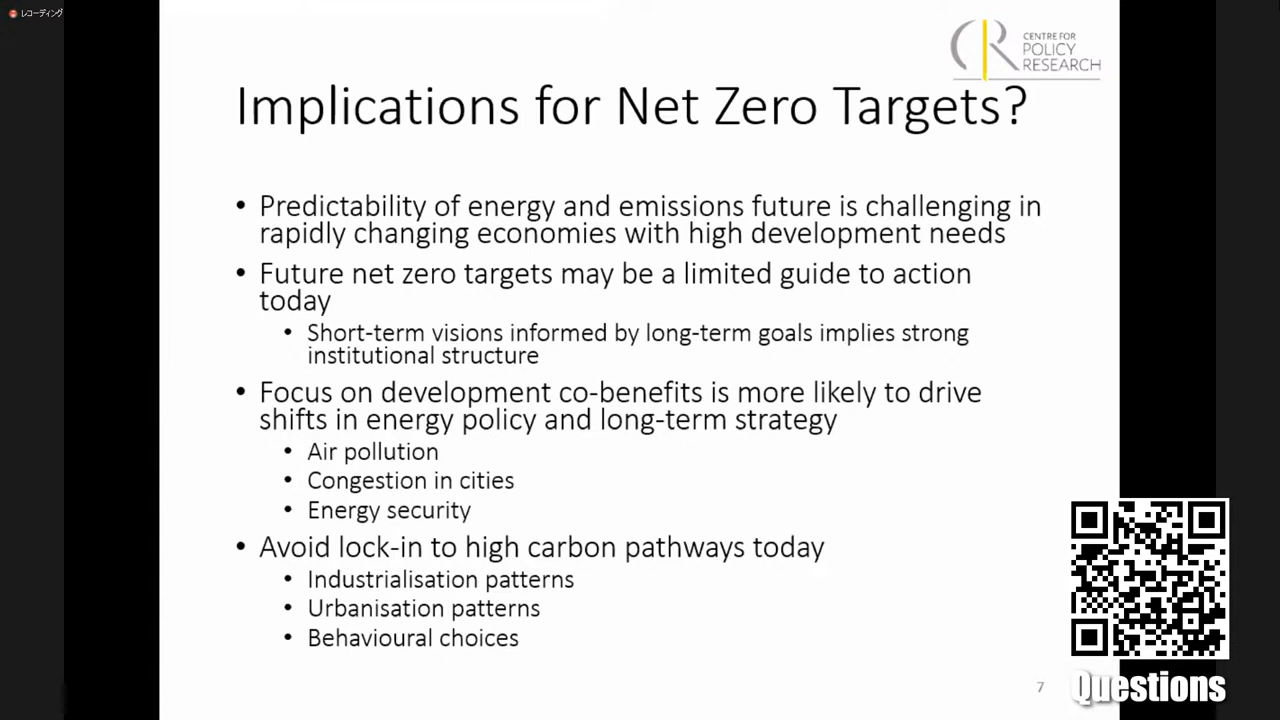 レコーディング
CENTRE FOR
POLICY
RESEARCH
Implications for Net Zero Targets?
• Predictability of energy and emissions future is challenging in
rapidly changing economies with high development needs
• Future net zero targets may be a limited guide to action
today
• Short-term visions informed by long-term goals implies strong
institutional structure
• Focus on development co-benefits is more likely to drive
shifts in energy policy and long-term strategy
• Air pollution
• Congestion in cities
• Energy security
• Avoid lock-in to high carbon pathways today
• Industrialisation patterns
• Urbanisation patterns
• Behavioural choices
7
Questions